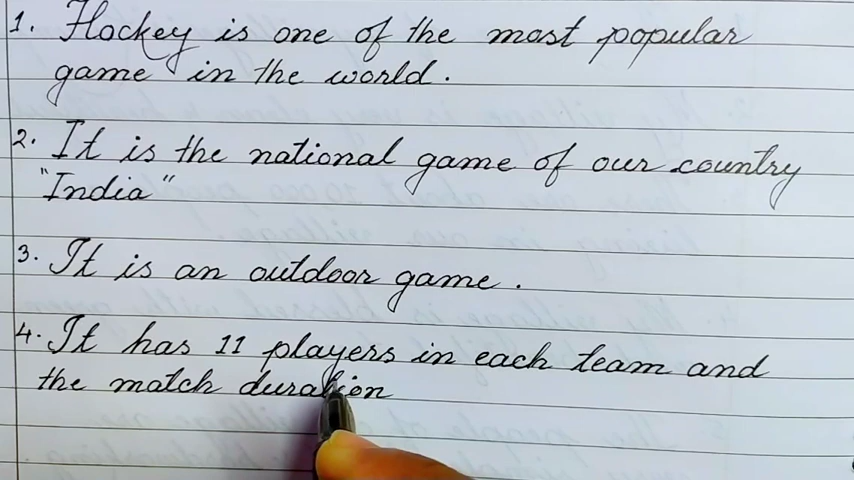 1. Hockey is one of the most popular
game in the world.
2. It is the national game of our country
"India"
3. It is an outdoor game.
4. It has 11 players in each team and
the match duration